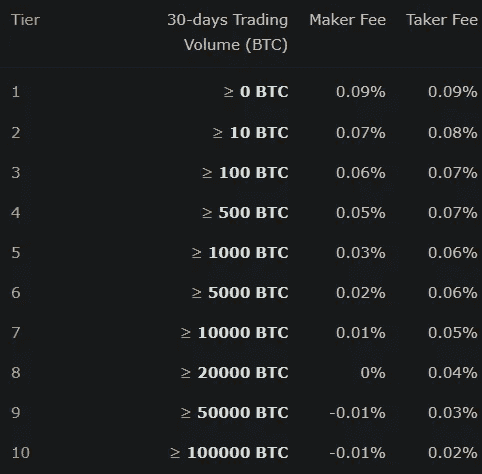 Tier 30-days Trading Volume (BTC) Maker Fee Taker Fee
1 ≥ 0 BTC 0.09% 0.09%
2 ≥ 10 BTC 0.07% 0.08%
3 ≥ 100 BTC 0.06% 0.07%
4 ≥ 500 BTC 0.05% 0.07%
5 ≥ 1000 BTC 0.03% 0.06%
6 ≥ 5000 BTC 0.02% 0.06%
7 ≥ 10000 BTC 0.01% 0.05%
8 ≥ 20000 BTC 0% 0.04%
9 ≥ 50000 BTC -0.01% 0.03%
10 ≥ 100000 BTC -0.01% 0.02%